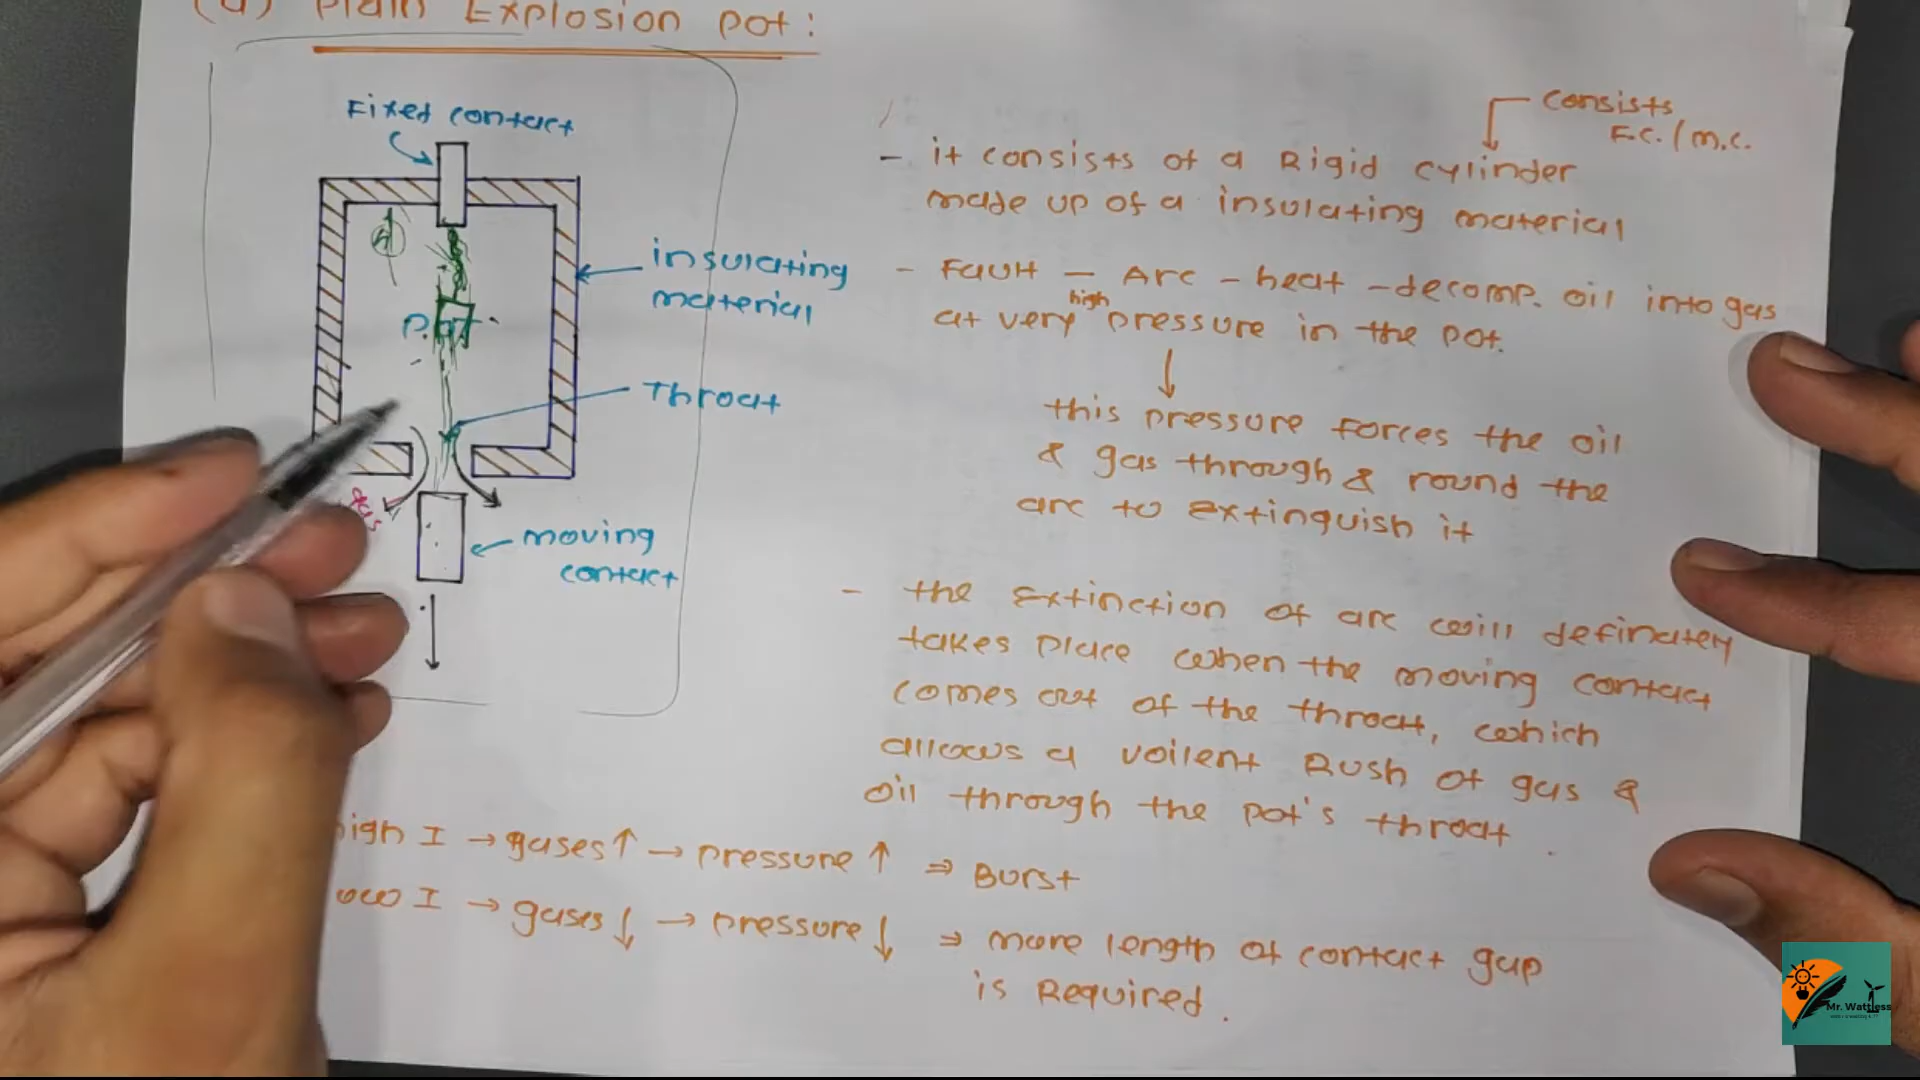 (a) Plain Explosion pot:
Fixed contact
insulating
material
Pot
Throat
gas
moving
contact
consists
F.C. / m.C.
- it consists of a Rigid cylinder
made up of a insulating material
- Fault - Arc - heat - decomp. oil into gas
at very high pressure in the pot.
this pressure forces the oil
& gas through & round the
arc to extinguish it
- the extinction of arc will definately
takes place when the moving contact
comes out of the throat, which
allows a voilent Rush of gas &
oil through the pot's throat.
high I → gases ↑ → pressure ↑ ⇒ Burst
low I → gases ↓ → pressure ↓ ⇒ more length of contact gap
is Required.
Mr. Wattless